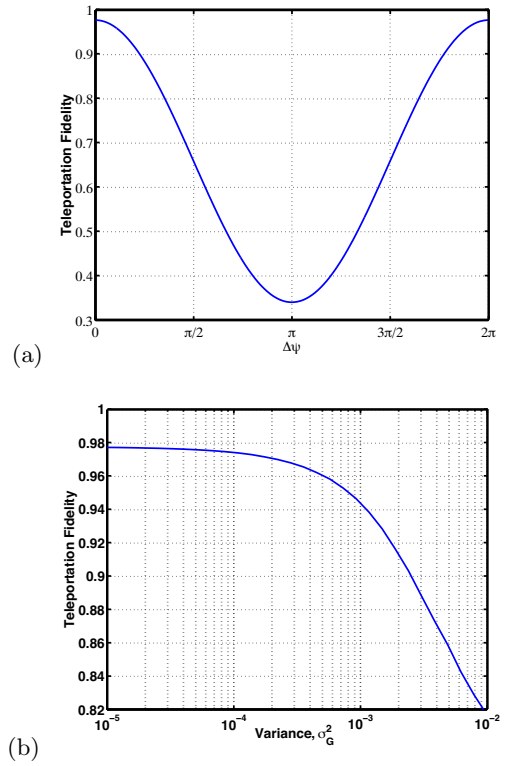 1
0.9
0.8
0.7
0.6
0.5
0.4
0.3
Teleportation Fidelity
0 π/2 π 3π/2 2π
Δψ
(a)
1
0.98
0.96
0.94
0.92
0.9
0.88
0.86
0.84
0.82
Teleportation Fidelity
10⁻⁵ 10⁻⁴ 10⁻³ 10⁻²
Variance, σ_G^2
(b)